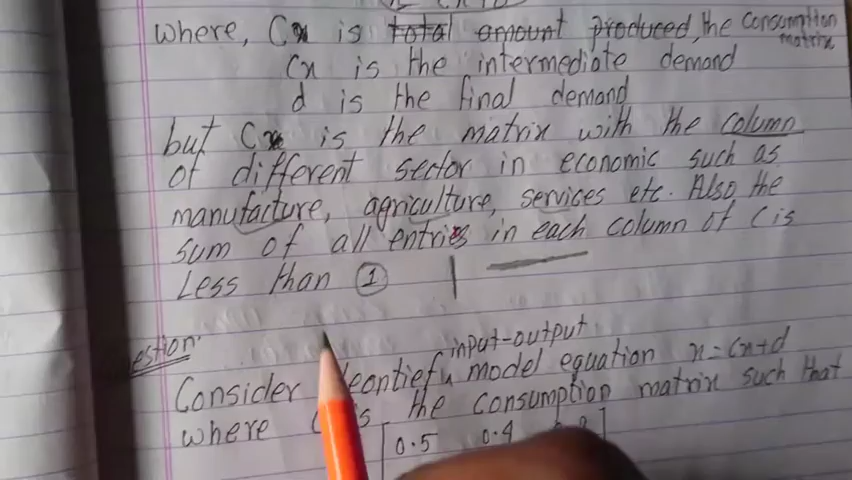 where, C is total amount produced, the consumption
matrix
Cx is the intermediate demand
d is the final demand
but C is the matrix with the column
of different sector in economic such as
manufacture, agriculture, services etc. Also the
sum of all entries in each column of C is
Less than 1
estion:
input-output
Consider Leontief model equation x=Cx+d
where is the consumption matrix such that
0.5 0.4